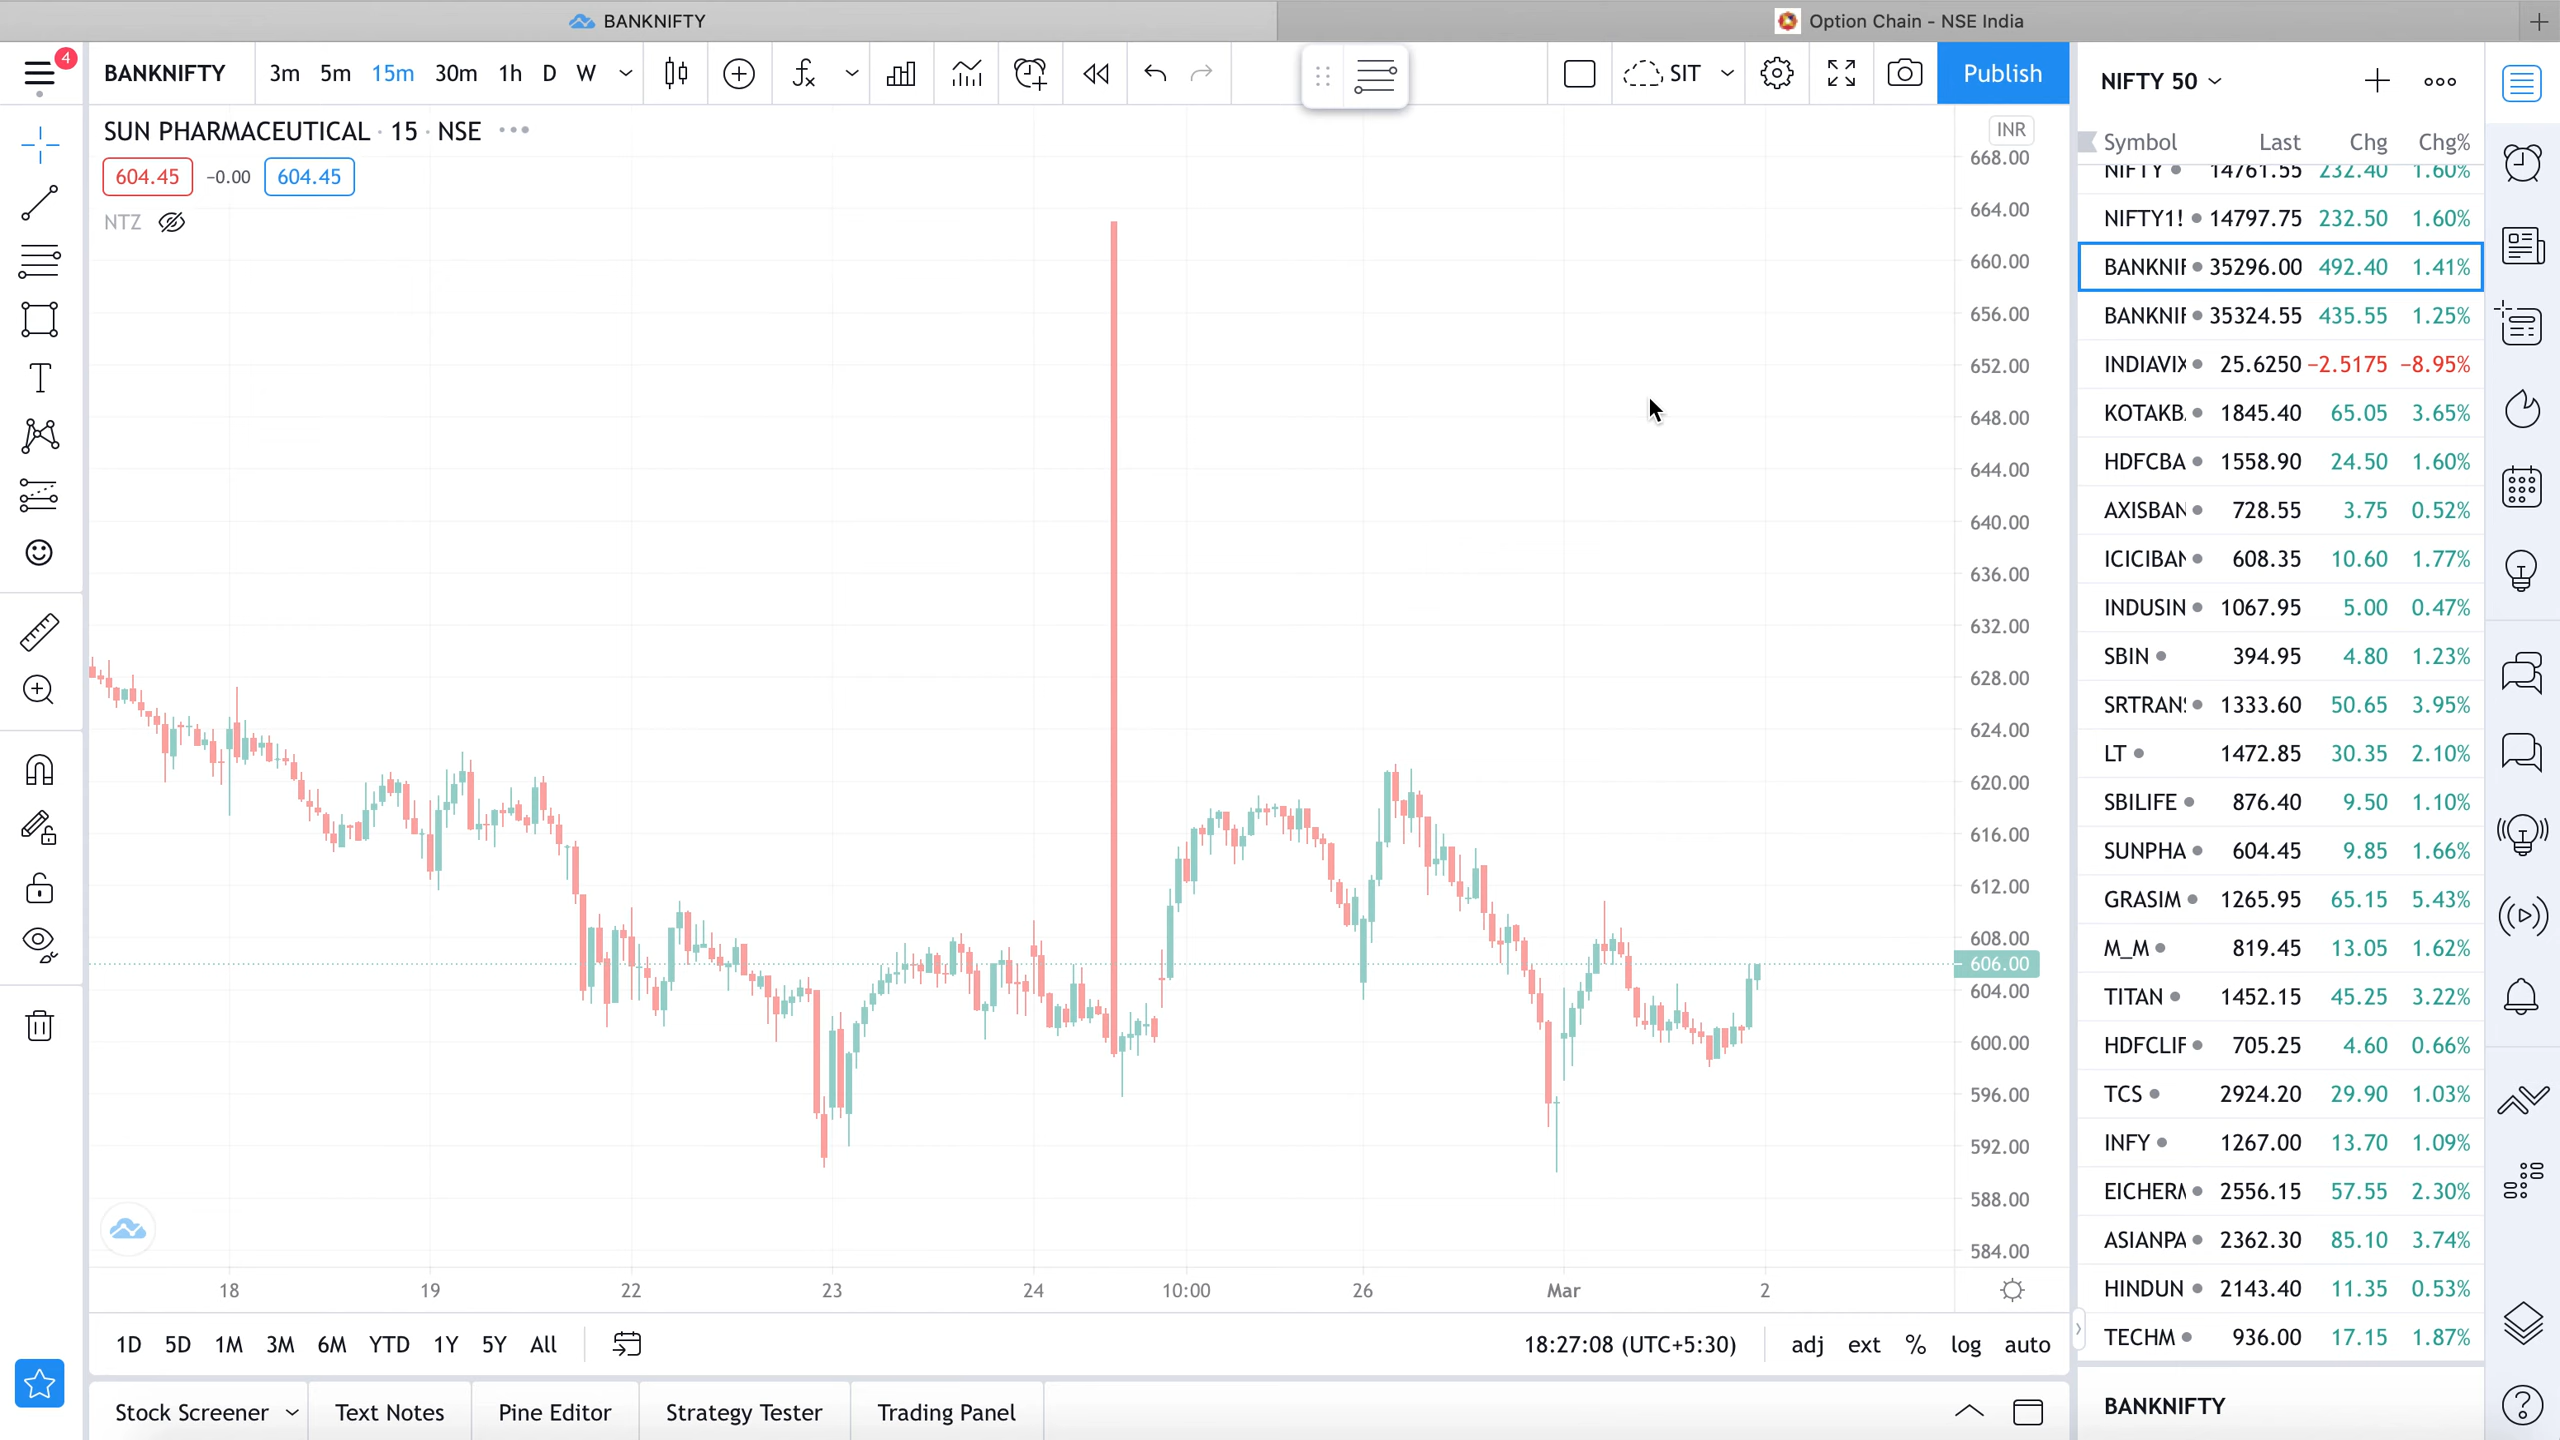 BANKNIFTY
Option Chain - NSE India
4
BANKNIFTY 3m 5m 15m 30m 1h D W
SIT
Publish
NIFTY 50
SUN PHARMACEUTICAL · 15 · NSE
INR
604.45 −0.00 604.45
NTZ
668.00
664.00
660.00
656.00
652.00
648.00
644.00
640.00
636.00
632.00
628.00
624.00
620.00
616.00
612.00
608.00
606.00
604.00
600.00
596.00
592.00
588.00
584.00
18 19 22 23 24 10:00 26 Mar 2
1D 5D 1M 3M 6M YTD 1Y 5Y All
18:27:08 (UTC+5:30) adj ext % log auto
Stock Screener Text Notes Pine Editor Strategy Tester Trading Panel
Symbol Last Chg Chg%
NIFTY 14761.55 232.40 1.60%
NIFTY1! 14797.75 232.50 1.60%
BANKNIF 35296.00 492.40 1.41%
BANKNIF 35324.55 435.55 1.25%
INDIAVIX 25.6250 −2.5175 −8.95%
KOTAKB 1845.40 65.05 3.65%
HDFCBA 1558.90 24.50 1.60%
AXISBAN 728.55 3.75 0.52%
ICICIBAN 608.35 10.60 1.77%
INDUSIN 1067.95 5.00 0.47%
SBIN 394.95 4.80 1.23%
SRTRANS 1333.60 50.65 3.95%
LT 1472.85 30.35 2.10%
SBILIFE 876.40 9.50 1.10%
SUNPHA 604.45 9.85 1.66%
GRASIM 1265.95 65.15 5.43%
M_M 819.45 13.05 1.62%
TITAN 1452.15 45.25 3.22%
HDFCLIF 705.25 4.60 0.66%
TCS 2924.20 29.90 1.03%
INFY 1267.00 13.70 1.09%
EICHERM 2556.15 57.55 2.30%
ASIANPA 2362.30 85.10 3.74%
HINDUN 2143.40 11.35 0.53%
TECHM 936.00 17.15 1.87%
BANKNIFTY